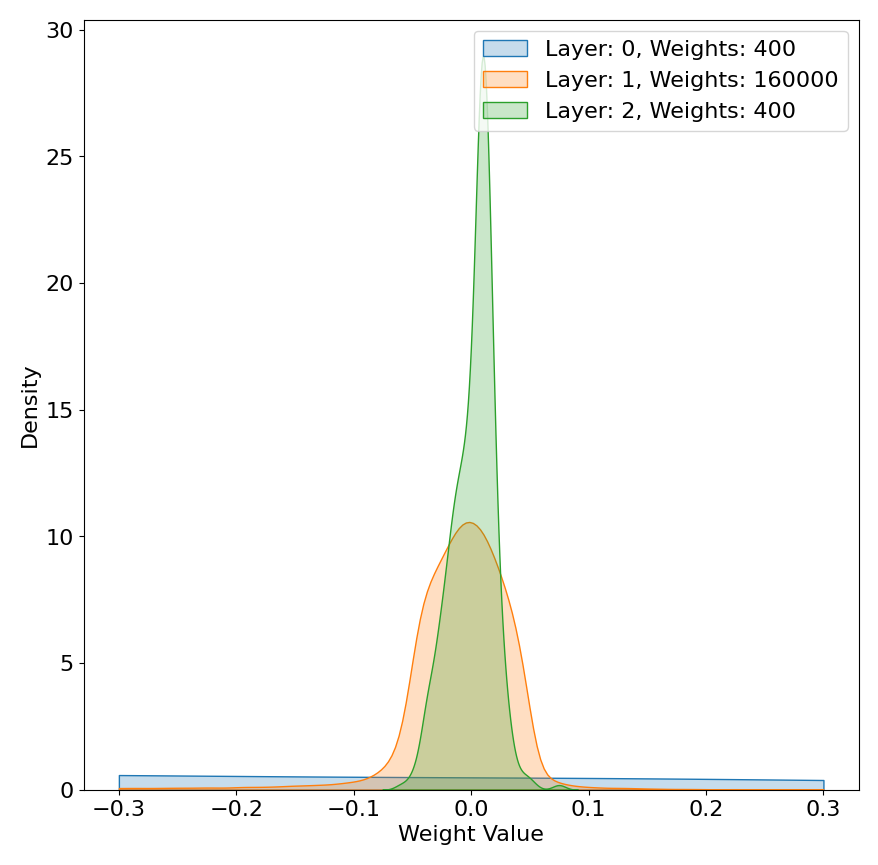 30
25
20
15
10
5
0
Density
Layer: 0, Weights: 400
Layer: 1, Weights: 160000
Layer: 2, Weights: 400
−0.3 −0.2 −0.1 0.0 0.1 0.2 0.3
Weight Value